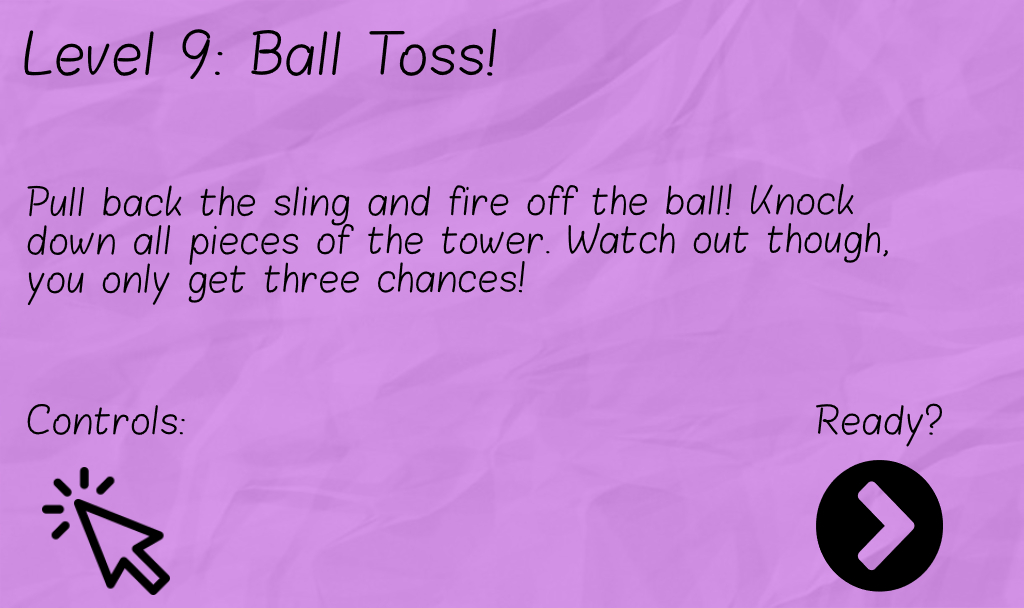 Level 9: Ball Toss!
Pull back the sling and fire off the ball! Knock
down all pieces of the tower. Watch out though,
you only get three chances!
Controls:
Ready?